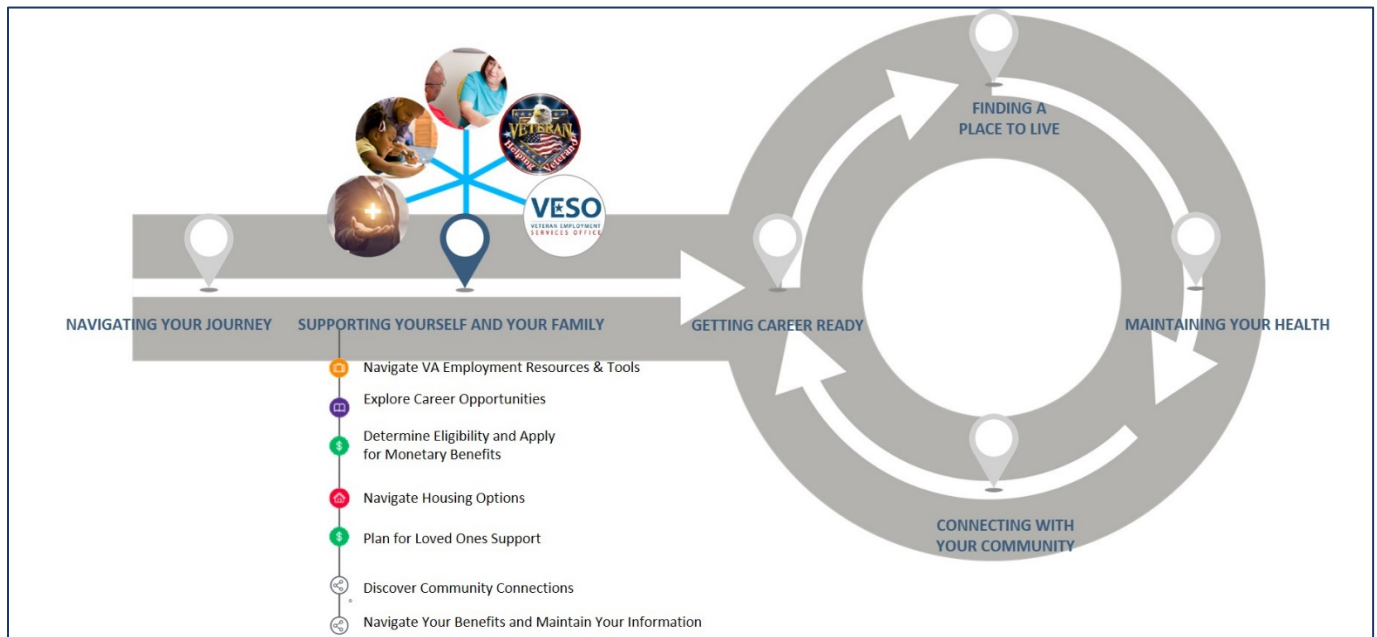 VETERAN
Helping Veterans
VESO
VETERAN EMPLOYMENT
SERVICES OFFICE
FINDING A
PLACE TO LIVE
NAVIGATING YOUR JOURNEY
SUPPORTING YOURSELF AND YOUR FAMILY
GETTING CAREER READY
MAINTAINING YOUR HEALTH
Navigate VA Employment Resources & Tools
Explore Career Opportunities
Determine Eligibility and Apply
for Monetary Benefits
Navigate Housing Options
Plan for Loved Ones Support
Discover Community Connections
Navigate Your Benefits and Maintain Your Information
CONNECTING WITH
YOUR COMMUNITY